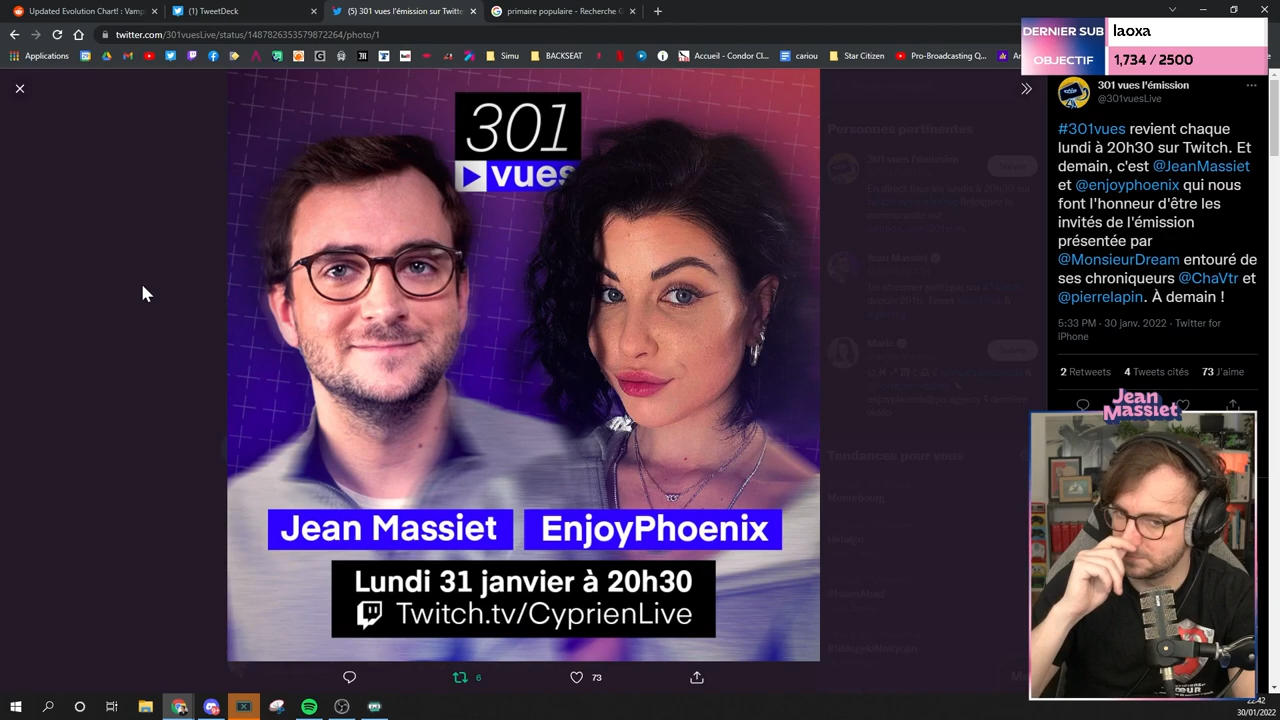 Updated Evolution Chart! : Vamp
(1) TweetDeck
(5) 301 vues l'émission sur Twitte
primaire populaire - Recherche G
twitter.com/301vuesLive/status/1487826353579872264/photo/1
Applications
Simu
BACKSEAT
Accueil - Condor Cl...
cariou
Star Citizen
Pro-Broadcasting Q...
DERNIER SUB
laoxa
OBJECTIF
1,734 / 2500
301
vues
Personnes pertinentes
301 vues l'émission
@301vuesLive
#301vues revient chaque
lundi à 20h30 sur Twitch. Et
demain, c'est @JeanMassiet
et @enjoyphoenix qui nous
font l'honneur d'être les
invités de l'émission
présentée par
@MonsieurDream entouré de
ses chroniqueurs @ChaVtr et
@pierrelapin. À demain !
5:33 PM · 30 janv. 2022 · Twitter for
iPhone
2 Retweets 4 Tweets cités 73 J'aime
Jean
Massiet
Tendances pour vous
Jean Massiet
EnjoyPhoenix
Lundi 31 janvier à 20h30
Twitch.tv/CyprienLive
6
73
22:42
30/01/2022